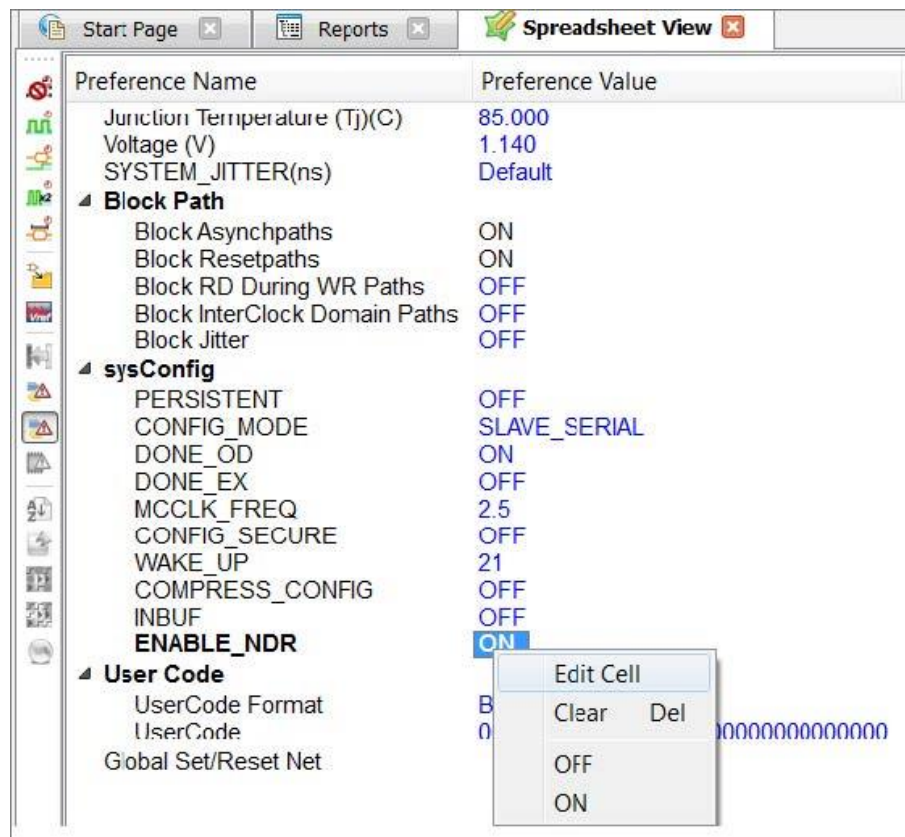 Start Page Reports Spreadsheet View
Preference Name Preference Value
Junction Temperature (Tj)(C) 85.000
Voltage (V) 1.140
SYSTEM_JITTER(ns) Default
Block Path
Block Asynchpaths ON
Block Resetpaths ON
Block RD During WR Paths OFF
Block InterClock Domain Paths OFF
Block Jitter OFF
sysConfig
PERSISTENT OFF
CONFIG_MODE SLAVE_SERIAL
DONE_OD ON
DONE_EX OFF
MCCLK_FREQ 2.5
CONFIG_SECURE OFF
WAKE_UP 21
COMPRESS_CONFIG OFF
INBUF OFF
ENABLE_NDR ON
Edit Cell
Clear Del
OFF
ON
User Code
UserCode Format
UserCode
Global Set/Reset Net